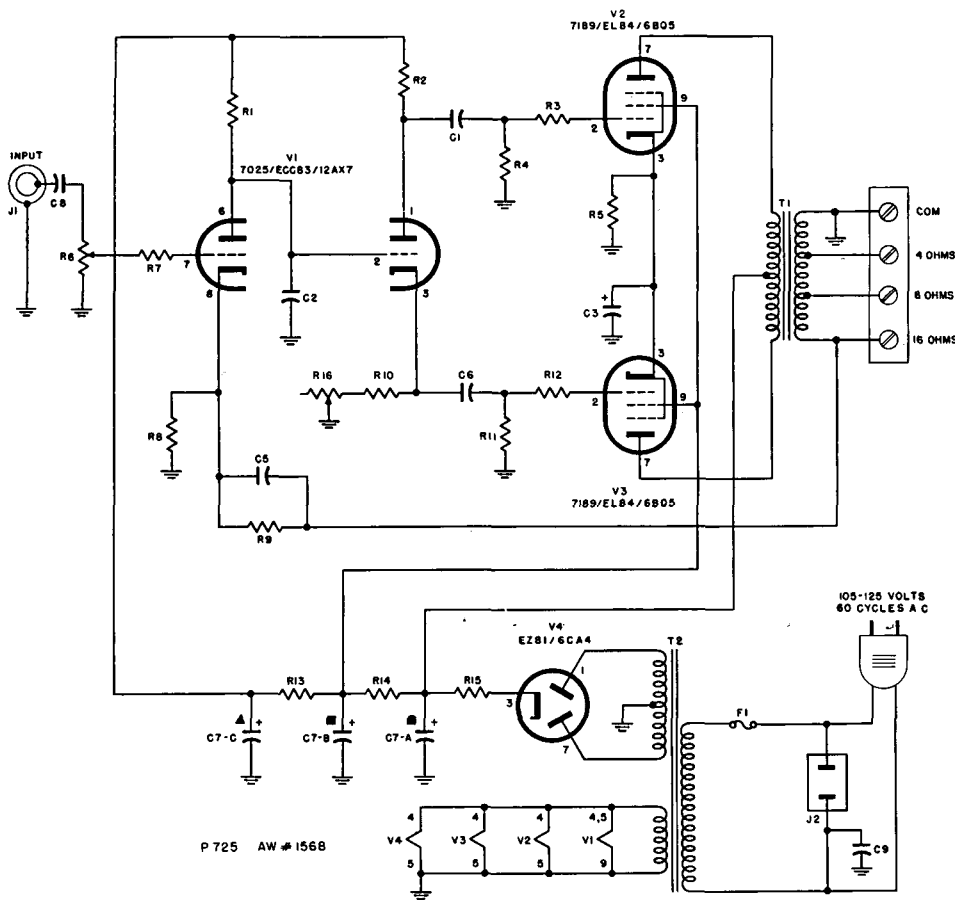 V2
7189/EL84/6BQ5
7
R2
R1
9
R3
C1
2
V1
7025/ECC83/12AX7
INPUT
R4
3
C8
J1
6
1
T1
COM
R5
R6
R7
7
2
4 OHMS
8
3
C2
+
C3
8 OHMS
16 OHMS
3
R16
R10
C6
R12
2
9
R8
R11
7
C5
V3
7189/EL84/6BQ5
R9
105-125 VOLTS
60 CYCLES A C
V4
EZ81/6CA4
T2
1
R13
R14
R15
3
F1
+
C7-C
+
C7-B
+
C7-A
7
J2
4
4
4
4,5
V4
V3
V2
V1
C9
5
5
5
9
P 725 AW # 1568